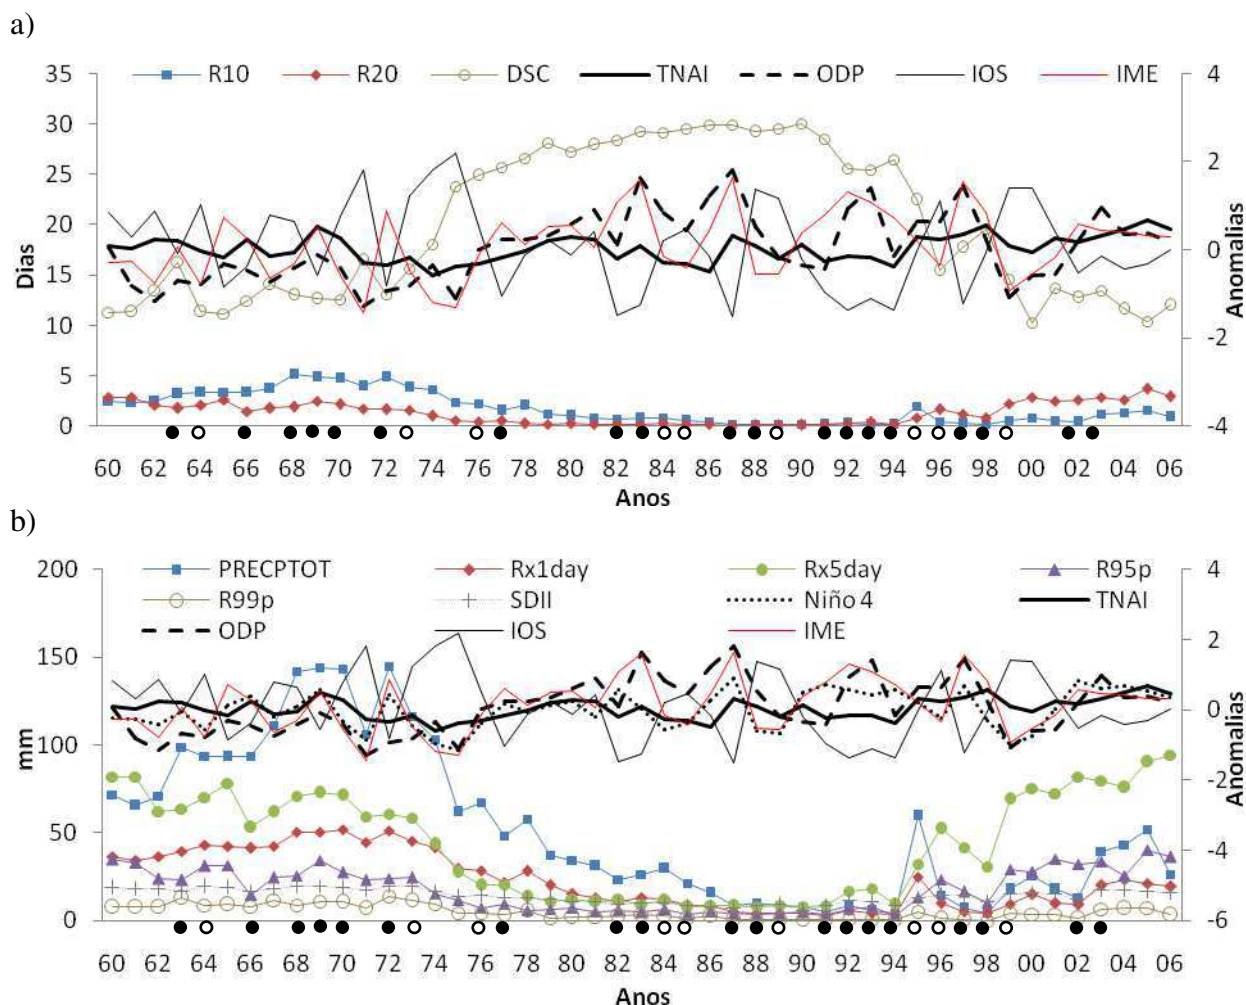 a)
R10 R20 DSC TNAI ODP IOS IME
35
30
25
20
15
10
5
0
Dias
4
2
0
-2
-4
Anomalias
60 62 64 66 68 70 72 74 76 78 80 82 84 86 88 90 92 94 96 98 00 02 04 06
Anos
b)
PRECPTOT Rx1day Rx5day R95p
R99p SDII Niño 4 TNAI
ODP IOS IME
200
150
100
50
0
mm
4
2
0
-2
-4
-6
Anomalias
60 62 64 66 68 70 72 74 76 78 80 82 84 86 88 90 92 94 96 98 00 02 04 06
Anos